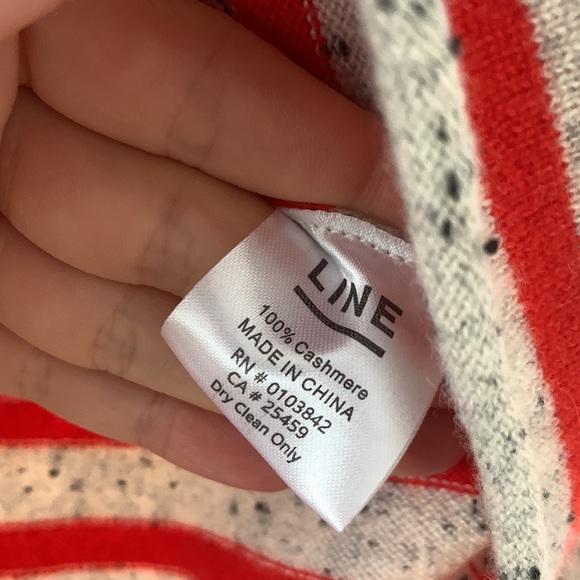 LINE
100% Cashmere
MADE IN CHINA
RN # 0103842
CA # 25459
Dry Clean Only